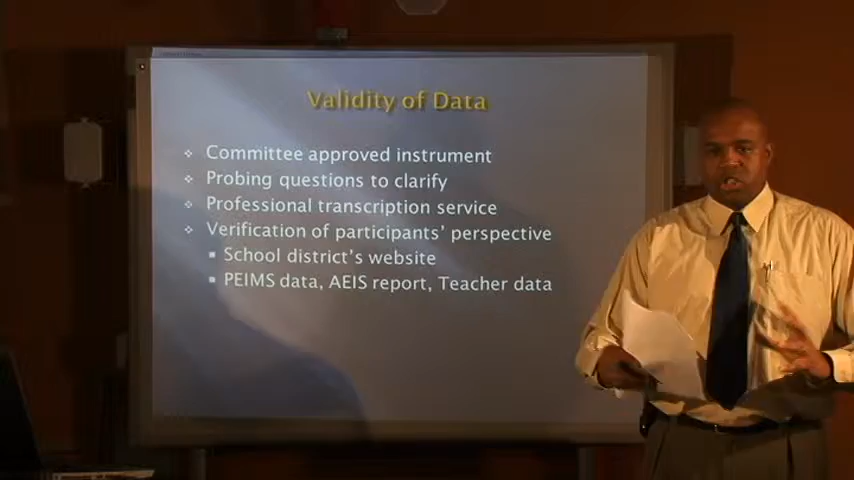 Validity of Data
Committee approved instrument
Probing questions to clarify
Professional transcription service
Verification of participants' perspective
School district's website
PEIMS data, AEIS report, Teacher data